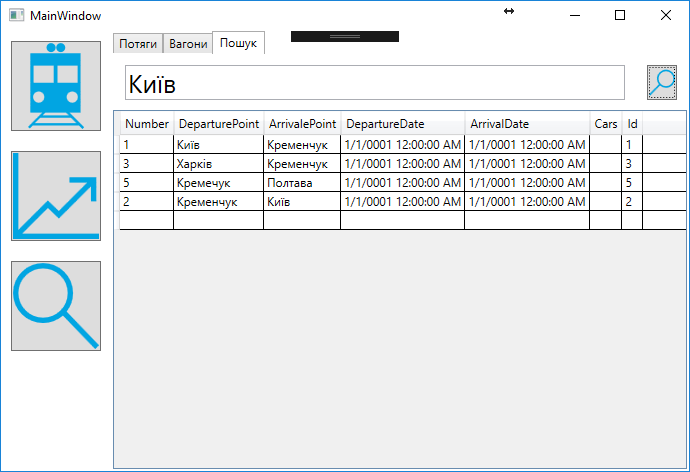 MainWindow
Потяги Вагони Пошук
Київ
Number DeparturePoint ArrivalePoint DepartureDate ArrivalDate Cars Id
1 Київ Кременчук 1/1/0001 12:00:00 AM 1/1/0001 12:00:00 AM 1
3 Харків Кременчук 1/1/0001 12:00:00 AM 1/1/0001 12:00:00 AM 3
5 Кремечук Полтава 1/1/0001 12:00:00 AM 1/1/0001 12:00:00 AM 5
2 Кременчук Київ 1/1/0001 12:00:00 AM 1/1/0001 12:00:00 AM 2